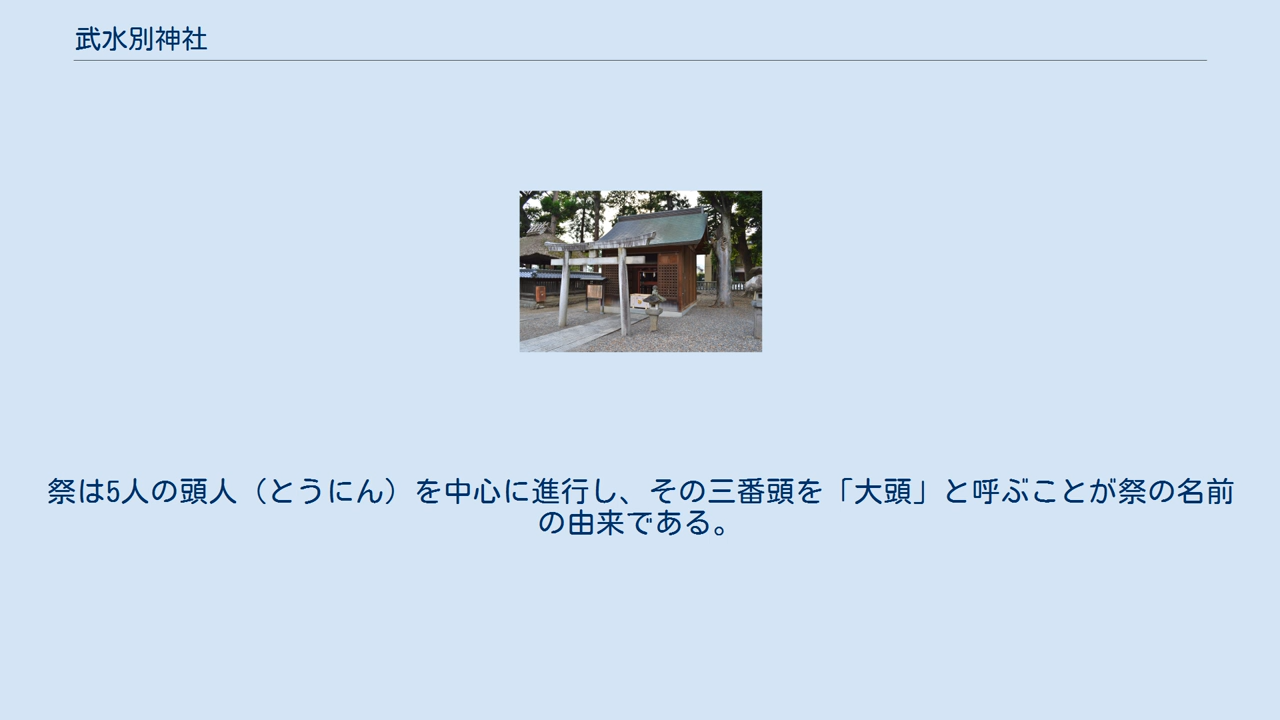 武水別神社
祭は5人の頭人（とうにん）を中心に進行し、その三番頭を「大頭」と呼ぶことが祭の名前
の由来である。